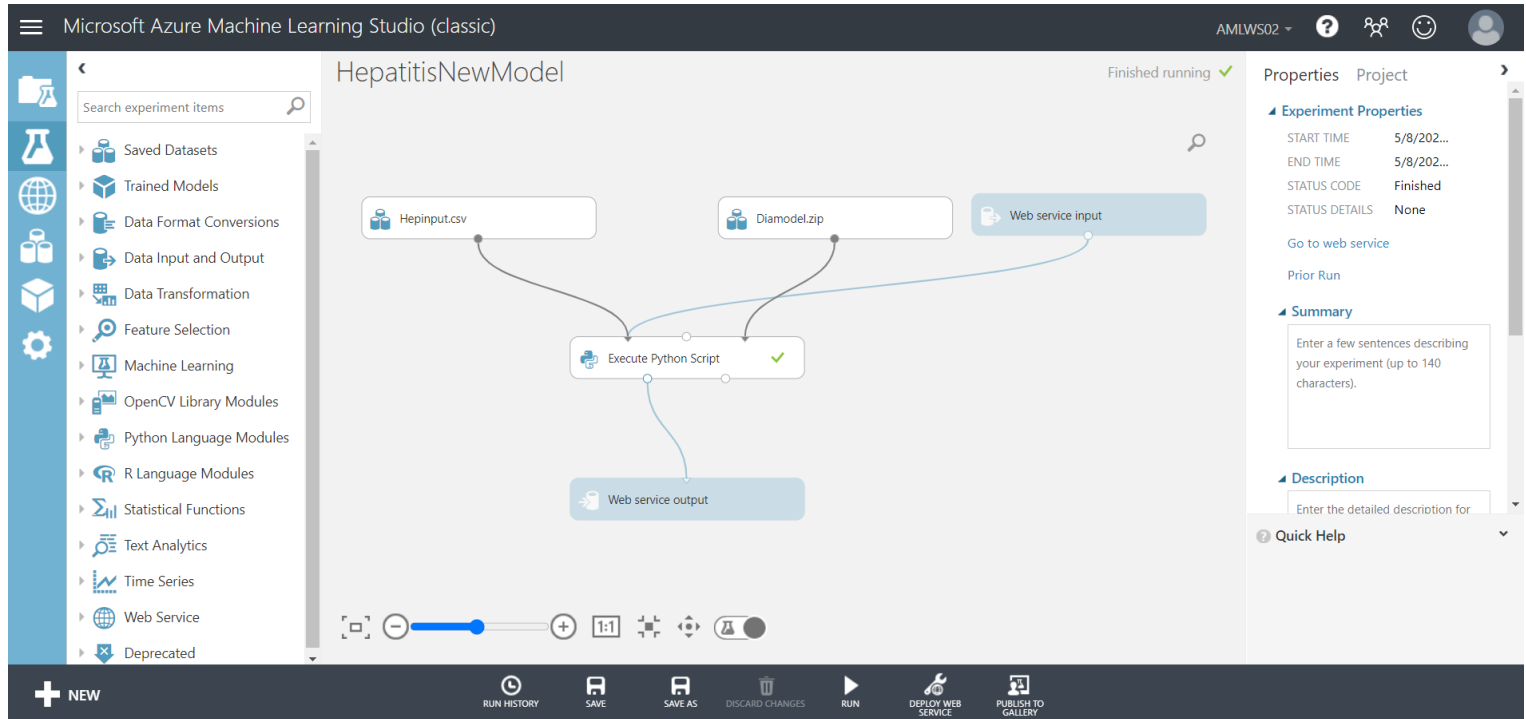 Microsoft Azure Machine Learning Studio (classic)
AMLWS02
?
Search experiment items
Saved Datasets
Trained Models
Data Format Conversions
Data Input and Output
Data Transformation
Feature Selection
Machine Learning
OpenCV Library Modules
Python Language Modules
R Language Modules
Statistical Functions
Text Analytics
Time Series
Web Service
Deprecated
HepatitisNewModel
Finished running
Hepinput.csv
Diamodel.zip
Web service input
Execute Python Script
Web service output
1:1
Properties Project
Experiment Properties
START TIME 5/8/202...
END TIME 5/8/202...
STATUS CODE Finished
STATUS DETAILS None
Go to web service
Prior Run
Summary
Enter a few sentences describing
your experiment (up to 140
characters).
Description
Enter the detailed description for
? Quick Help
NEW
RUN HISTORY
SAVE
SAVE AS
DISCARD CHANGES
RUN
DEPLOY WEB
SERVICE
PUBLISH TO
GALLERY